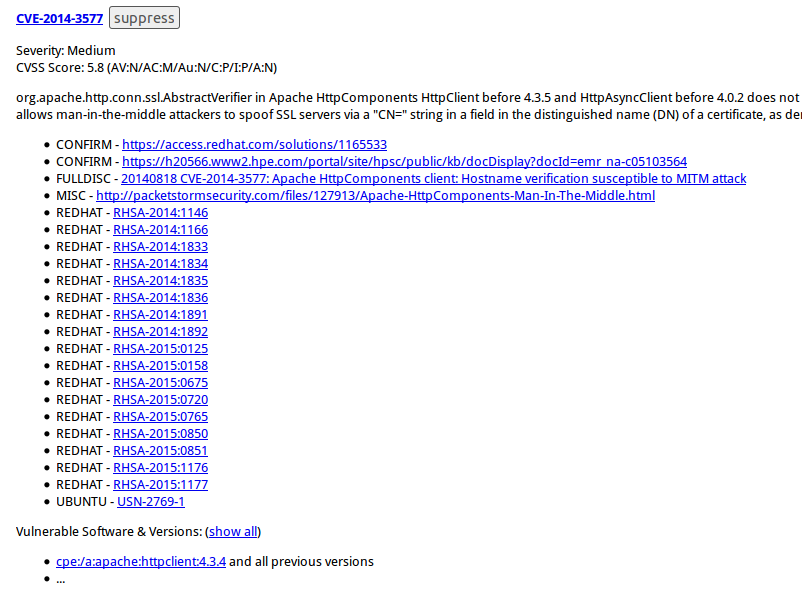 CVE-2014-3577 suppress
Severity: Medium
CVSS Score: 5.8 (AV:N/AC:M/Au:N/C:P/I:P/A:N)
org.apache.http.conn.ssl.AbstractVerifier in Apache HttpComponents HttpClient before 4.3.5 and HttpAsyncClient before 4.0.2 does not
allows man-in-the-middle attackers to spoof SSL servers via a "CN=" string in a field in the distinguished name (DN) of a certificate, as
• CONFIRM - https://access.redhat.com/solutions/1165533
• CONFIRM - https://h20566.www2.hpe.com/portal/site/hpsc/public/kb/docDisplay?docId=emr_na-c05103564
• FULLDISC - 20140818 CVE-2014-3577: Apache HttpComponents client: Hostname verification susceptible to MITM attack
• MISC - http://packetstormsecurity.com/files/127913/Apache-HttpComponents-Man-In-The-Middle.html
• REDHAT - RHSA-2014:1146
• REDHAT - RHSA-2014:1166
• REDHAT - RHSA-2014:1833
• REDHAT - RHSA-2014:1834
• REDHAT - RHSA-2014:1835
• REDHAT - RHSA-2014:1836
• REDHAT - RHSA-2014:1891
• REDHAT - RHSA-2014:1892
• REDHAT - RHSA-2015:0125
• REDHAT - RHSA-2015:0158
• REDHAT - RHSA-2015:0675
• REDHAT - RHSA-2015:0720
• REDHAT - RHSA-2015:0765
• REDHAT - RHSA-2015:0850
• REDHAT - RHSA-2015:0851
• REDHAT - RHSA-2015:1176
• REDHAT - RHSA-2015:1177
• UBUNTU - USN-2769-1
Vulnerable Software & Versions: (show all)
• cpe:/a:apache:httpclient:4.3.4 and all previous versions
• ...